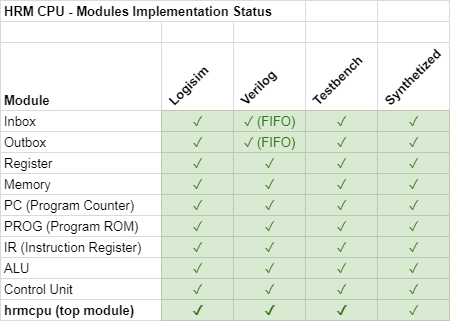 HRM CPU - Modules Implementation Status
Module Logisim Verilog Testbench Synthetized
Inbox ✓ ✓ (FIFO) ✓ ✓
Outbox ✓ ✓ (FIFO) ✓ ✓
Register ✓ ✓ ✓ ✓
Memory ✓ ✓ ✓ ✓
PC (Program Counter) ✓ ✓ ✓ ✓
PROG (Program ROM) ✓ ✓ ✓ ✓
IR (Instruction Register) ✓ ✓ ✓ ✓
ALU ✓ ✓ ✓ ✓
Control Unit ✓ ✓ ✓ ✓
hrmcpu (top module) ✓ ✓ ✓ ✓